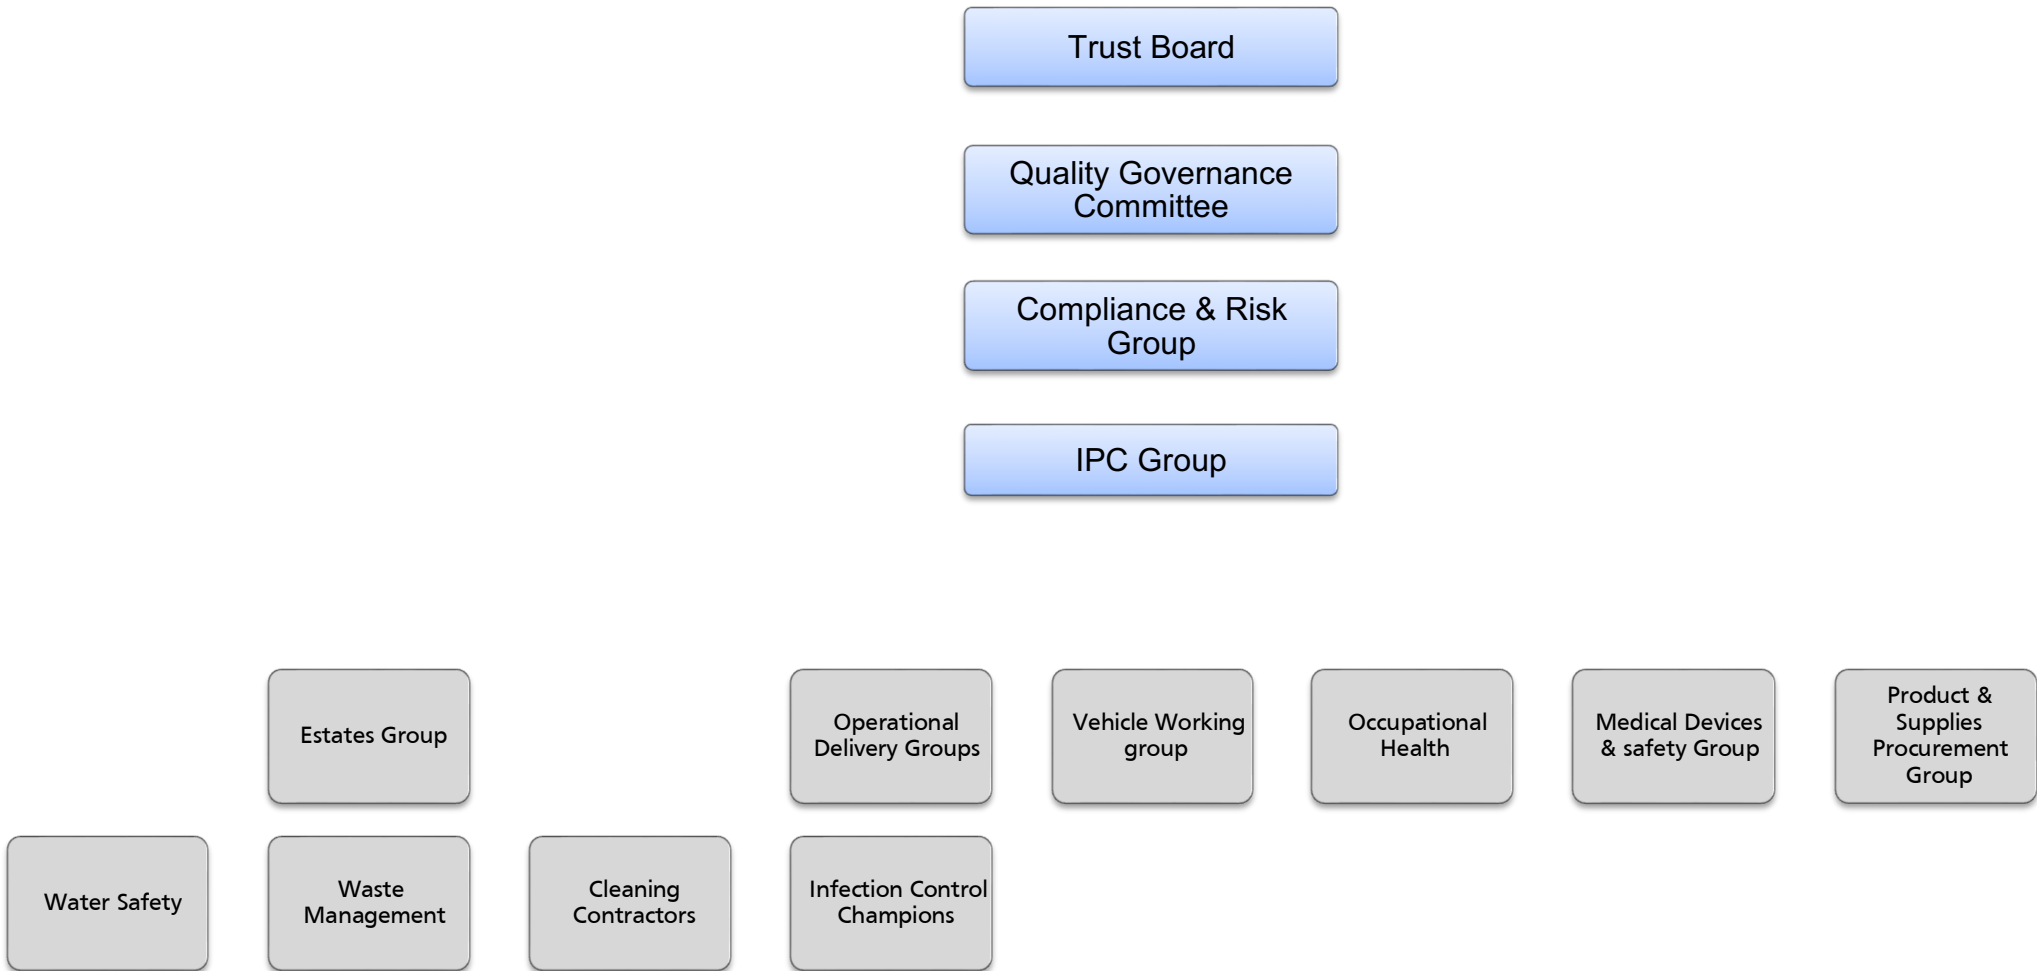 Trust Board
Quality Governance
Committee
Compliance & Risk
Group
IPC Group
Estates Group
Operational
Delivery Groups
Vehicle Working
group
Occupational
Health
Medical Devices
& safety Group
Product &
Supplies
Procurement
Group
Water Safety
Waste
Management
Cleaning
Contractors
Infection Control
Champions